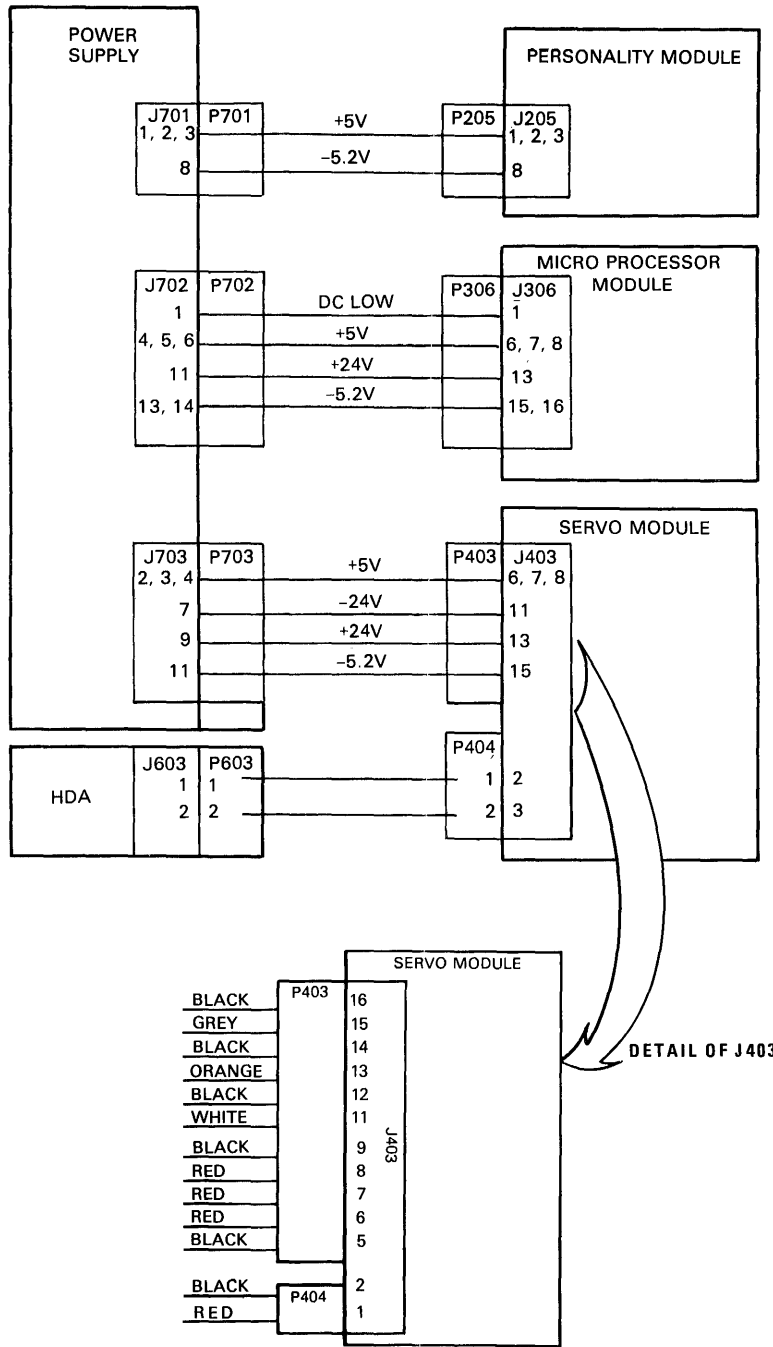 POWER
SUPPLY
PERSONALITY MODULE
J701 P701 +5V P205 J205
1, 2, 3 1, 2, 3
8 -5.2V 8
MICRO PROCESSOR
MODULE
J702 P702 P306 J306
1 DC LOW 1
4, 5, 6 +5V 6, 7, 8
11 +24V 13
13, 14 -5.2V 15, 16
SERVO MODULE
J703 P703 +5V P403 J403
2, 3, 4 6, 7, 8
7 -24V 11
9 +24V 13
11 -5.2V 15
HDA
J603 P603 P404
1 1 1 2
2 2 2 3
SERVO MODULE
P403
BLACK 16
GREY 15
BLACK 14
ORANGE 13
BLACK 12
WHITE 11
BLACK 9
RED 8
RED 7
RED 6
BLACK 5
J403
DETAIL OF J403
P404
BLACK 2
RED 1